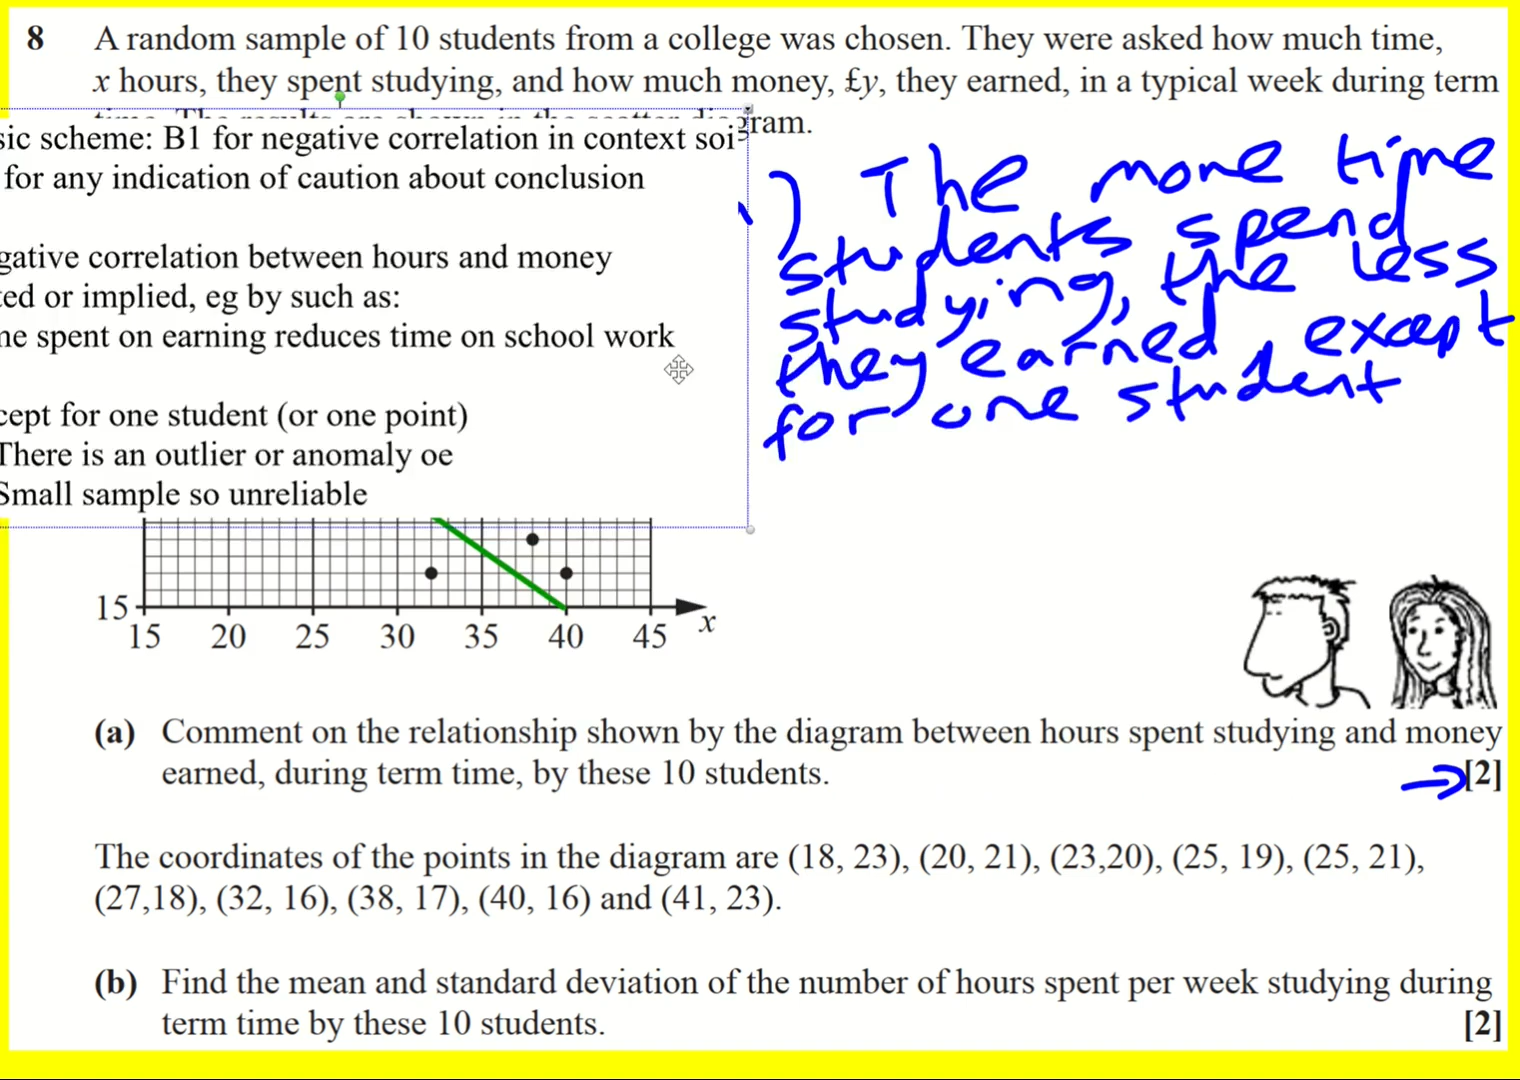 8 A random sample of 10 students from a college was chosen. They were asked how much time,
x hours, they spent studying, and how much money, £y, they earned, in a typical week during term
gram.
sic scheme: B1 for negative correlation in context soi
for any indication of caution about conclusion
gative correlation between hours and money
ted or implied, eg by such as:
me spent on earning reduces time on school work
cept for one student (or one point)
There is an outlier or anomaly oe
Small sample so unreliable
) The more time
students spend
studying, the less
they earned except
for one student
15
15 20 25 30 35 40 45 x
(a) Comment on the relationship shown by the diagram between hours spent studying and money
earned, during term time, by these 10 students.
[2]
The coordinates of the points in the diagram are (18, 23), (20, 21), (23,20), (25, 19), (25, 21),
(27,18), (32, 16), (38, 17), (40, 16) and (41, 23).
(b) Find the mean and standard deviation of the number of hours spent per week studying during
term time by these 10 students.
[2]